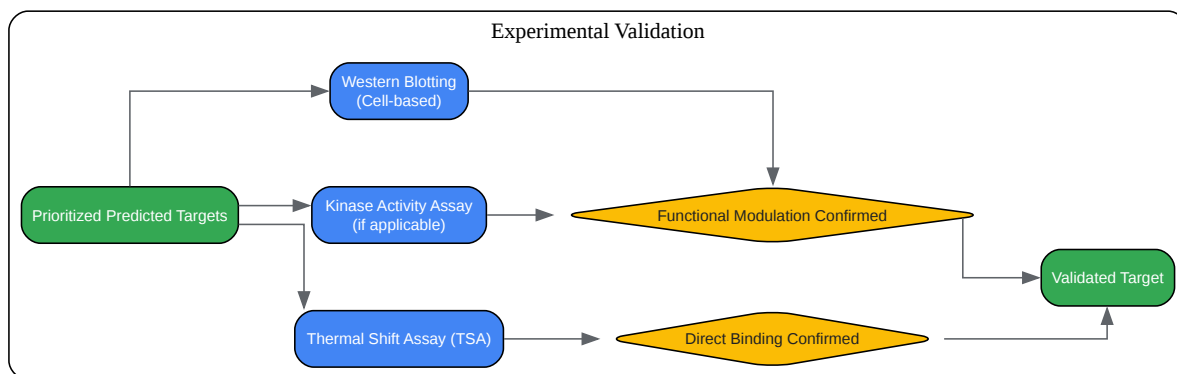 Experimental Validation
Western Blotting
(Cell-based)
Prioritized Predicted Targets
Kinase Activity Assay
(if applicable)
Functional Modulation Confirmed
Validated Target
Thermal Shift Assay (TSA)
Direct Binding Confirmed